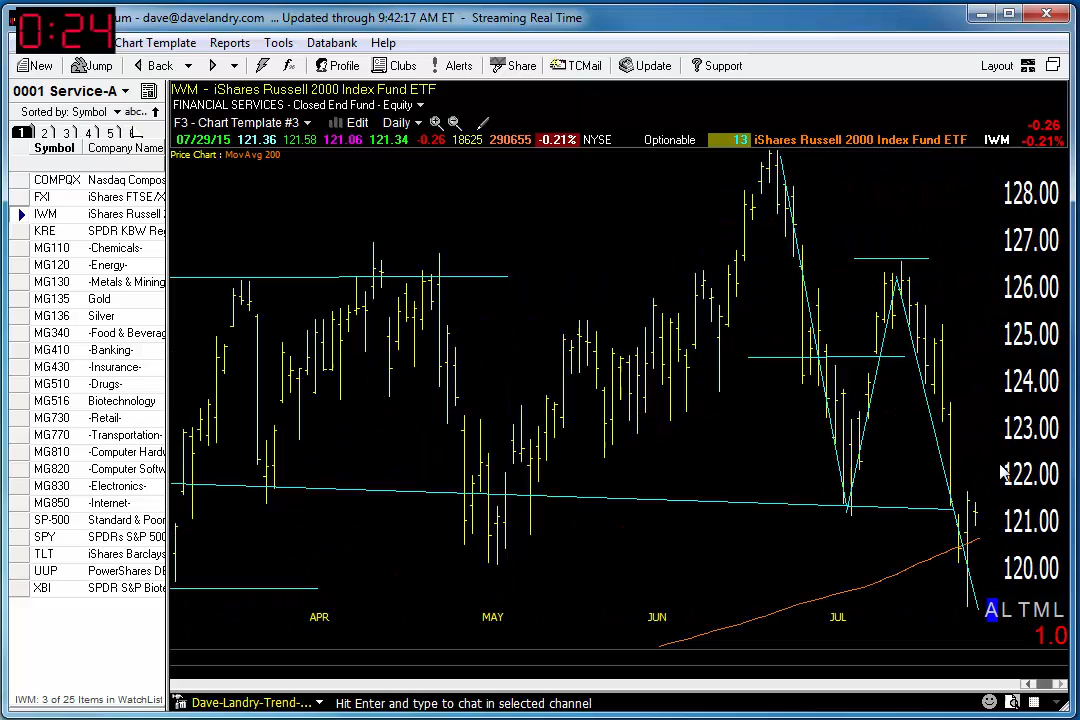 um - dave@davelandry.com ... Updated through 9:42:17 AM ET - Streaming Real Time
0:24
Chart Template Reports Tools Databank Help
New Jump Back Profile Clubs Alerts Share TCMail Update Support Layout
0001 Service-A
Sorted by: Symbol abc..
1 2 3 4 5
Symbol Company Name
COMPQX Nasdaq Compos
FXI iShares FTSE/X
IWM iShares Russell 2
KRE SPDR KBW Reg
MG110 -Chemicals-
MG120 -Energy-
MG130 -Metals & Mining
MG135 Gold
MG136 Silver
MG340 -Food & Beverag
MG410 -Banking-
MG430 -Insurance-
MG510 -Drugs-
MG516 Biotechnology
MG730 -Retail-
MG770 -Transportation-
MG810 -Computer Hardw
MG820 -Computer Softw
MG830 -Electronics-
MG850 -Internet-
SP-500 Standard & Poor
SPY SPDRs S&P 500
TLT iShares Barclays
UUP PowerShares DE
XBI SPDR S&P Biote
IWM: 3 of 25 Items in WatchList
IWM - iShares Russell 2000 Index Fund ETF
FINANCIAL SERVICES - Closed End Fund - Equity
F3 - Chart Template #3 Edit Daily
07/29/15 121.36 121.58 121.06 121.34 -0.26 18625 290655 -0.21% NYSE Optionable 13 iShares Russell 2000 Index Fund ETF IWM
-0.26
-0.21%
Price Chart : MovAvg 200
128.00
127.00
126.00
125.00
124.00
123.00
122.00
121.00
120.00
APR MAY JUN JUL
A L T M L
1.0
Dave-Landry-Trend-... Hit Enter and type to chat in selected channel